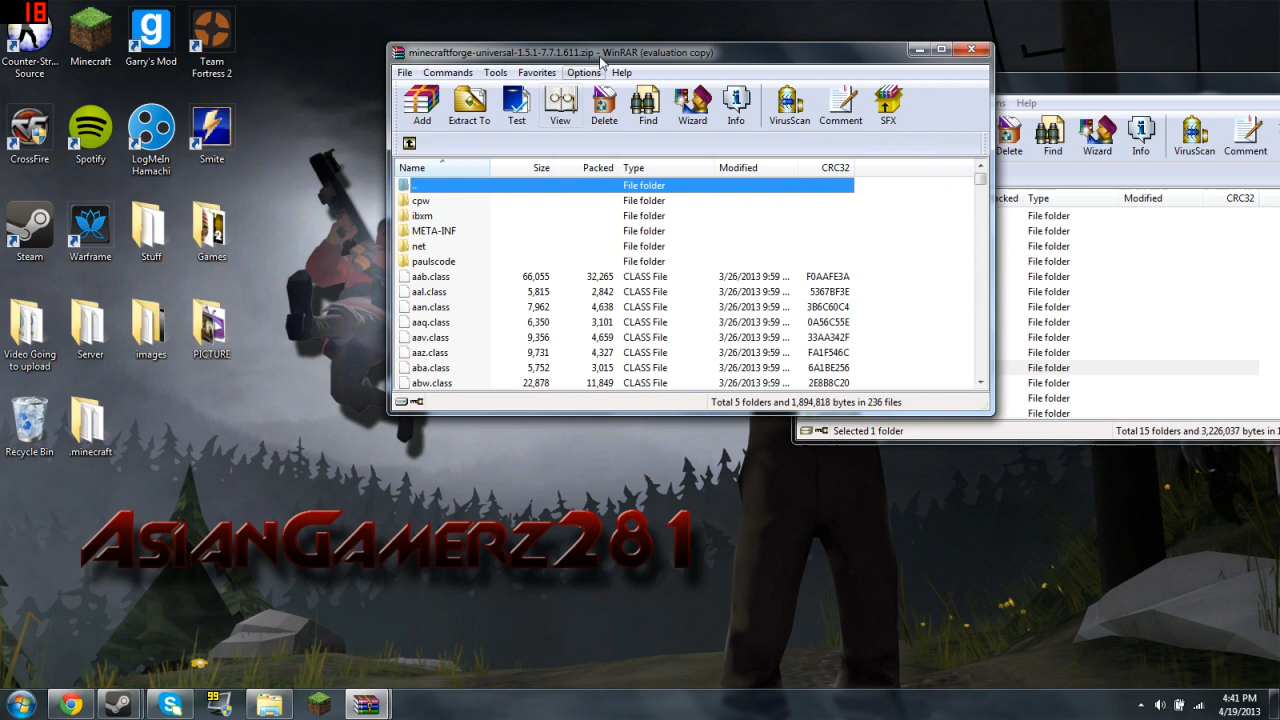 18
Counter-Str...
Source
Minecraft
Garry's Mod
Team
Fortress 2
CrossFire
Spotify
LogMeIn
Hamachi
Smite
Steam
Warframe
Stuff
Games
Video Going
to upload
Server
images
PICTURE
Recycle Bin
.minecraft
minecraftforge-universal-1.5.1-7.7.1.611.zip - WinRAR (evaluation copy)
File Commands Tools Favorites Options Help
Add Extract To Test View Delete Find Wizard Info VirusScan Comment SFX
Name Size Packed Type Modified CRC32
.. File folder
cpw File folder
ibxm File folder
META-INF File folder
net File folder
paulscode File folder
aab.class 66,055 32,265 CLASS File 3/26/2013 9:59 ... F0AAFE3A
aal.class 5,815 2,842 CLASS File 3/26/2013 9:59 ... 5367BF3E
aan.class 7,962 4,638 CLASS File 3/26/2013 9:59 ... 3B6C60C4
aaq.class 6,350 3,101 CLASS File 3/26/2013 9:59 ... 0A56C55E
aav.class 9,356 4,659 CLASS File 3/26/2013 9:59 ... 33AA342F
aaz.class 9,731 4,327 CLASS File 3/26/2013 9:59 ... FA1F546C
aba.class 5,752 3,015 CLASS File 3/26/2013 9:59 ... 6A1BE256
abw.class 22,878 11,849 CLASS File 3/26/2013 9:59 ... 2E8B8C20
Total 5 folders and 1,894,818 bytes in 236 files
ns Help
Delete Find Wizard Info VirusScan Comment
acked Type Modified CRC32
File folder
File folder
File folder
File folder
File folder
File folder
File folder
File folder
File folder
File folder
File folder
File folder
File folder
File folder
Selected 1 folder Total 15 folders and 3,226,037 bytes in 1
AsianGamerz281
99
4:41 PM
4/19/2013